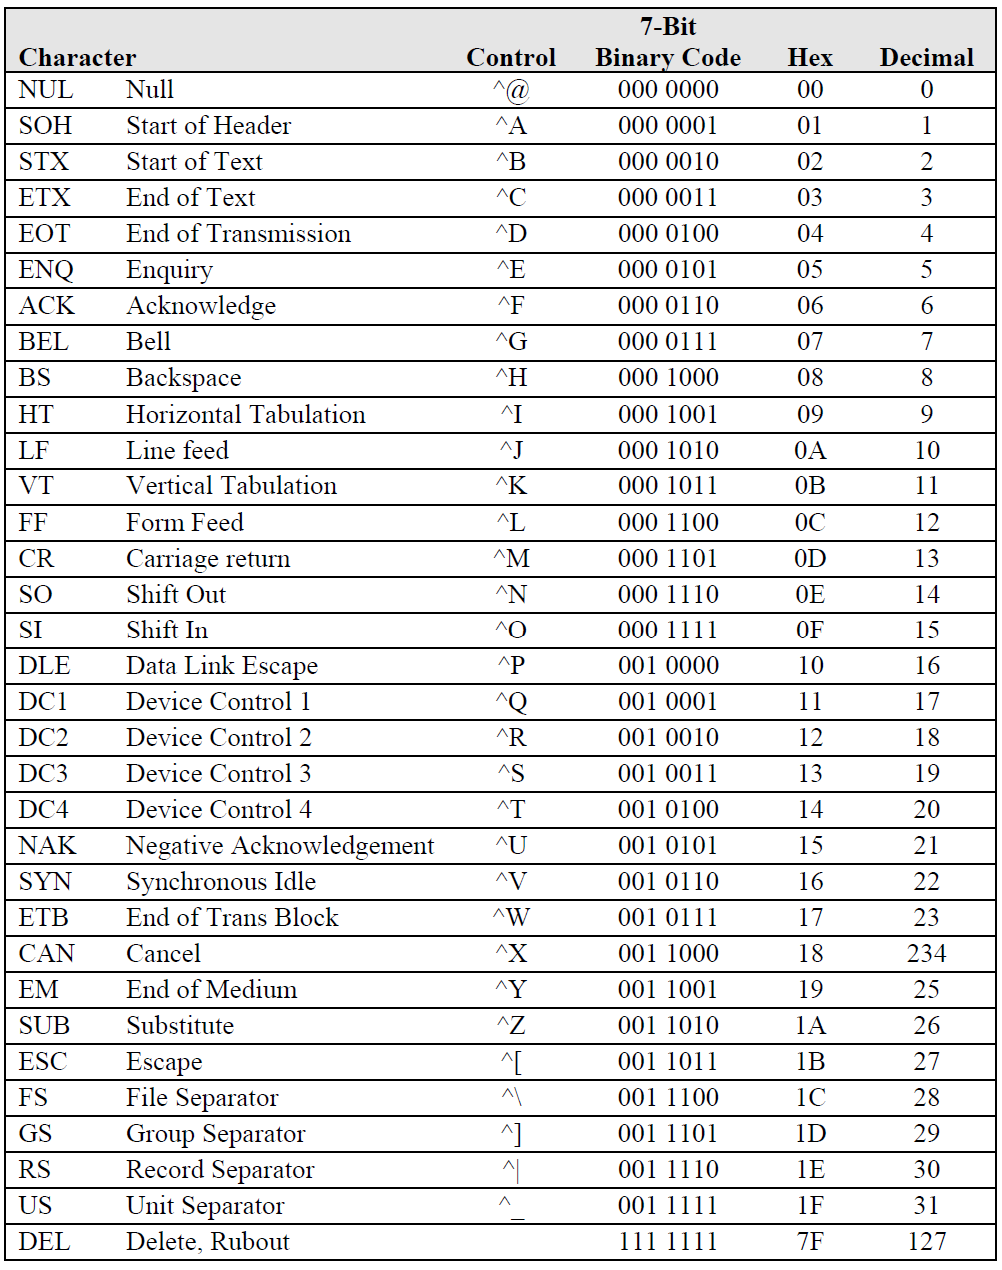 7-Bit
Character Control Binary Code Hex Decimal
NUL Null ^@ 000 0000 00 0
SOH Start of Header ^A 000 0001 01 1
STX Start of Text ^B 000 0010 02 2
ETX End of Text ^C 000 0011 03 3
EOT End of Transmission ^D 000 0100 04 4
ENQ Enquiry ^E 000 0101 05 5
ACK Acknowledge ^F 000 0110 06 6
BEL Bell ^G 000 0111 07 7
BS Backspace ^H 000 1000 08 8
HT Horizontal Tabulation ^I 000 1001 09 9
LF Line feed ^J 000 1010 0A 10
VT Vertical Tabulation ^K 000 1011 0B 11
FF Form Feed ^L 000 1100 0C 12
CR Carriage return ^M 000 1101 0D 13
SO Shift Out ^N 000 1110 0E 14
SI Shift In ^O 000 1111 0F 15
DLE Data Link Escape ^P 001 0000 10 16
DC1 Device Control 1 ^Q 001 0001 11 17
DC2 Device Control 2 ^R 001 0010 12 18
DC3 Device Control 3 ^S 001 0011 13 19
DC4 Device Control 4 ^T 001 0100 14 20
NAK Negative Acknowledgement ^U 001 0101 15 21
SYN Synchronous Idle ^V 001 0110 16 22
ETB End of Trans Block ^W 001 0111 17 23
CAN Cancel ^X 001 1000 18 234
EM End of Medium ^Y 001 1001 19 25
SUB Substitute ^Z 001 1010 1A 26
ESC Escape ^[ 001 1011 1B 27
FS File Separator ^\ 001 1100 1C 28
GS Group Separator ^] 001 1101 1D 29
RS Record Separator ^| 001 1110 1E 30
US Unit Separator ^_ 001 1111 1F 31
DEL Delete, Rubout 111 1111 7F 127